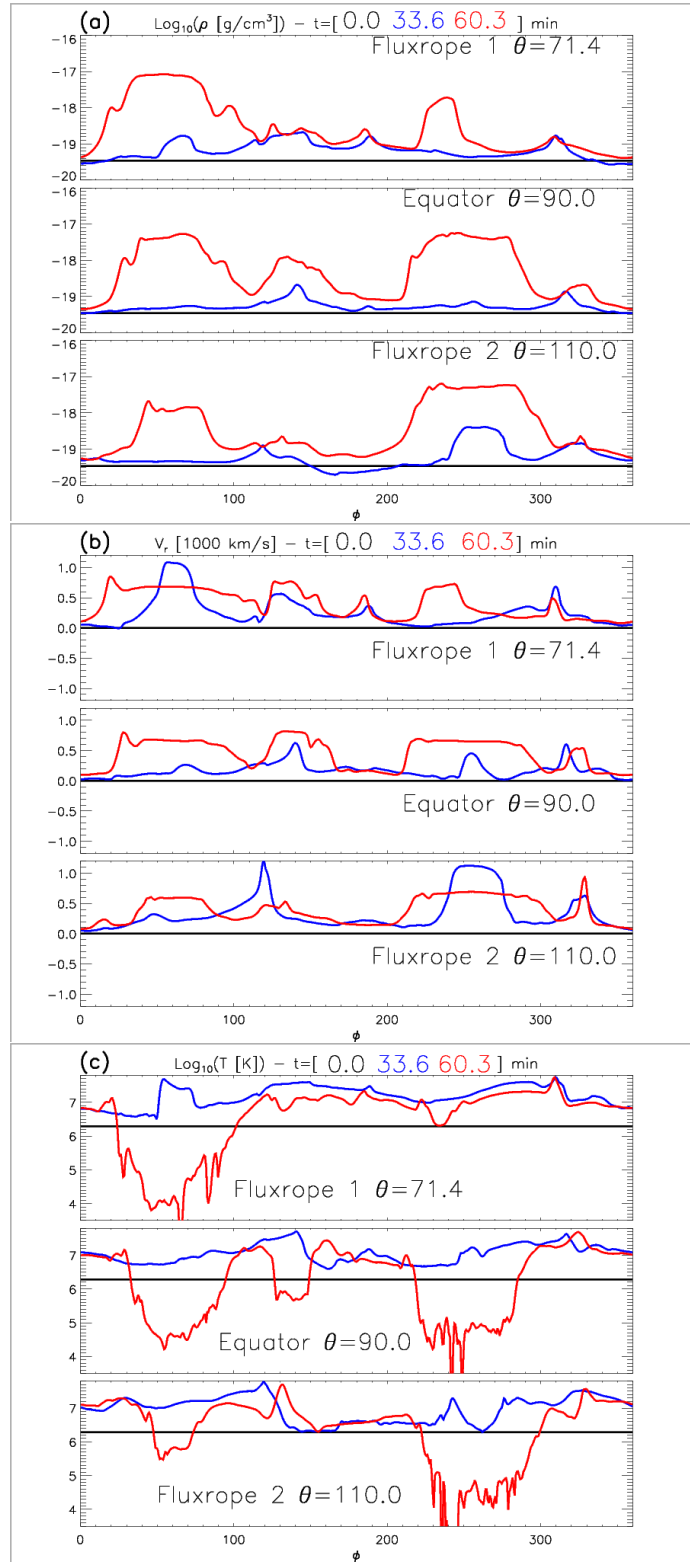 (a) Log₁₀(ρ [g/cm³]) − t=[ 0.0 33.6 60.3 ] min
−16
Fluxrope 1 θ=71.4
−17
−18
−19
−20
−16
Equator θ=90.0
−17
−18
−19
−20
−16
Fluxrope 2 θ=110.0
−17
−18
−19
−20
0 100 200 300
φ
(b) Vᵣ [1000 km/s] − t=[ 0.0 33.6 60.3 ] min
1.0
0.5
0.0
Fluxrope 1 θ=71.4
−0.5
−1.0
1.0
0.5
0.0
Equator θ=90.0
−0.5
−1.0
1.0
0.5
0.0
Fluxrope 2 θ=110.0
−0.5
−1.0
0 100 200 300
φ
(c) Log₁₀(T [K]) − t=[ 0.0 33.6 60.3 ] min
7
6
5
Fluxrope 1 θ=71.4
4
7
6
5
Equator θ=90.0
4
7
6
5
Fluxrope 2 θ=110.0
4
0 100 200 300
φ